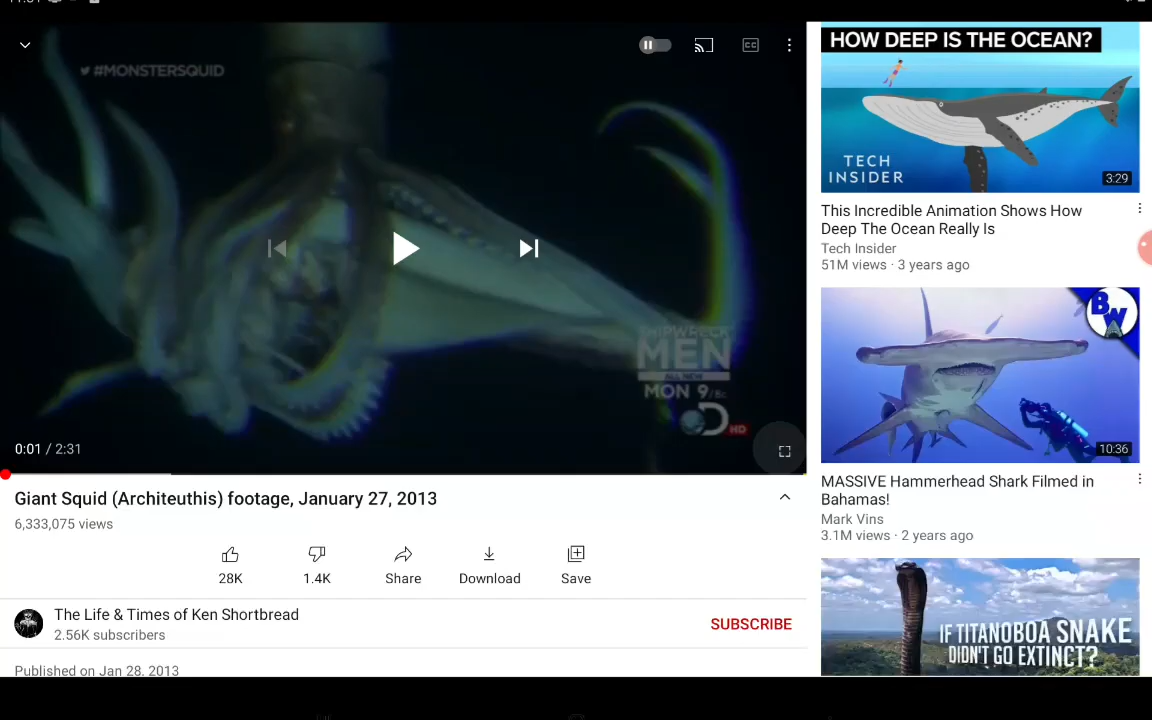 #MONSTERSQUID
CC
SHIPWRECK
MEN
ALL NEW
MON 9/8c
HD
0:01 / 2:31
Giant Squid (Architeuthis) footage, January 27, 2013
6,333,075 views
28K
1.4K
Share
Download
Save
The Life & Times of Ken Shortbread
2.56K subscribers
SUBSCRIBE
Published on Jan 28, 2013
HOW DEEP IS THE OCEAN?
TECH
INSIDER
3:29
This Incredible Animation Shows How
Deep The Ocean Really Is
Tech Insider
51M views · 3 years ago
BW
10:36
MASSIVE Hammerhead Shark Filmed in
Bahamas!
Mark Vins
3.1M views · 2 years ago
IF TITANOBOA SNAKE
DIDN'T GO EXTINCT?